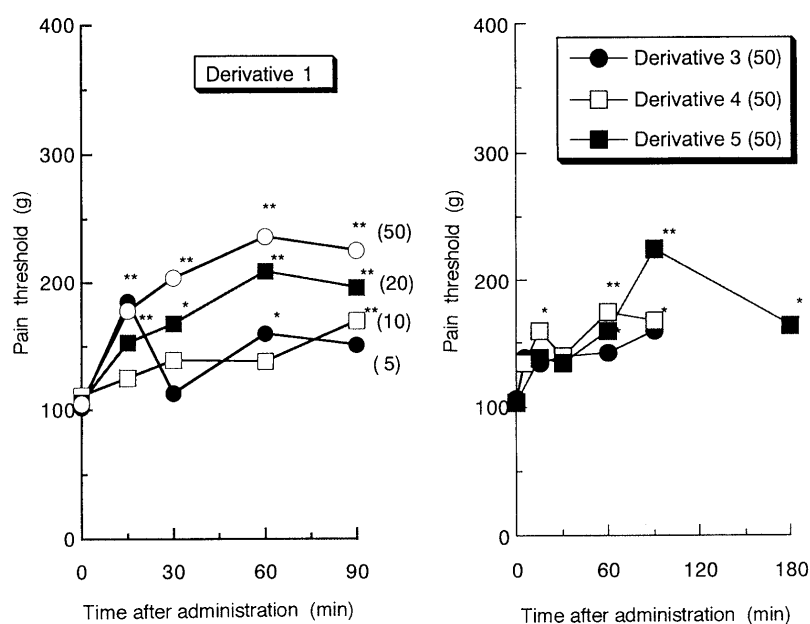 400
300
200
100
0
Pain threshold (g)
Derivative 1
**
**
**
** (50)
**
*
**
** (20)
**
(10)
*
(5)
0 30 60 90
Time after administration (min)
400
300
200
100
0
Pain threshold (g)
Derivative 3 (50)
Derivative 4 (50)
Derivative 5 (50)
**
**
*
*
*
*
0 60 120 180
Time after administration (min)